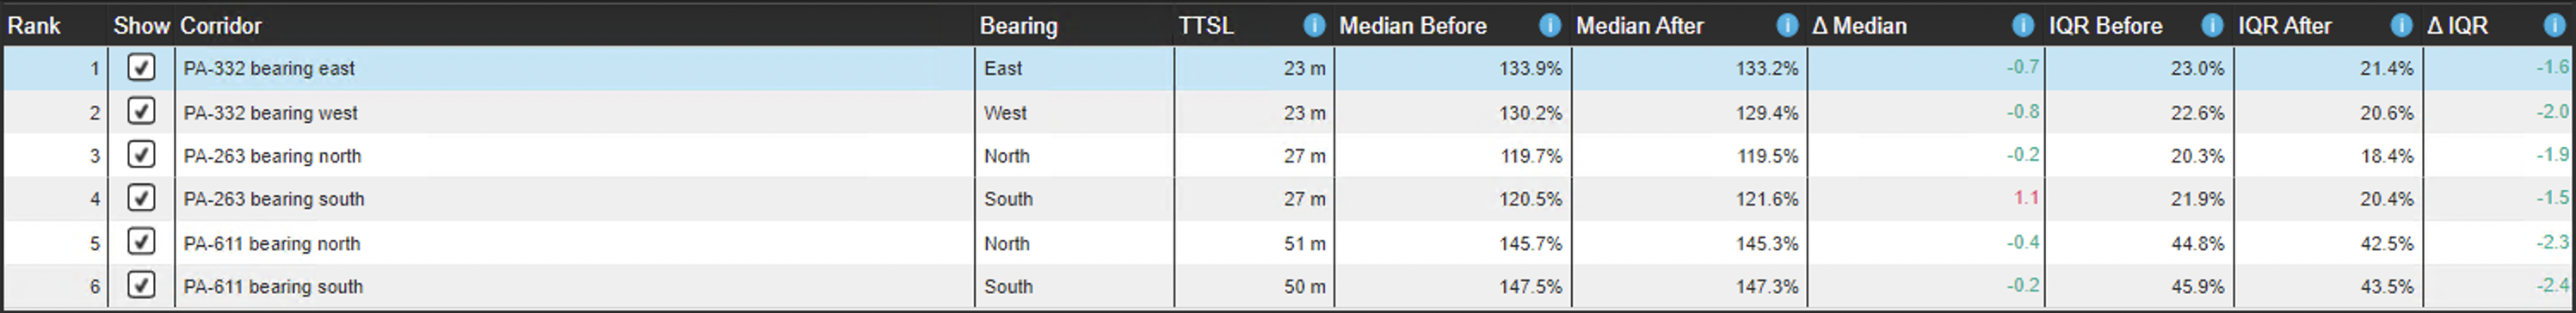 Rank Show Corridor Bearing TTSL i Median Before i Median After i Δ Median i IQR Before i IQR After i Δ IQR i
1 PA-332 bearing east East 23 m 133.9% 133.2% -0.7 23.0% 21.4% -1.6
2 PA-332 bearing west West 23 m 130.2% 129.4% -0.8 22.6% 20.6% -2.0
3 PA-263 bearing north North 27 m 119.7% 119.5% -0.2 20.3% 18.4% -1.9
4 PA-263 bearing south South 27 m 120.5% 121.6% 1.1 21.9% 20.4% -1.5
5 PA-611 bearing north North 51 m 145.7% 145.3% -0.4 44.8% 42.5% -2.3
6 PA-611 bearing south South 50 m 147.5% 147.3% -0.2 45.9% 43.5% -2.4